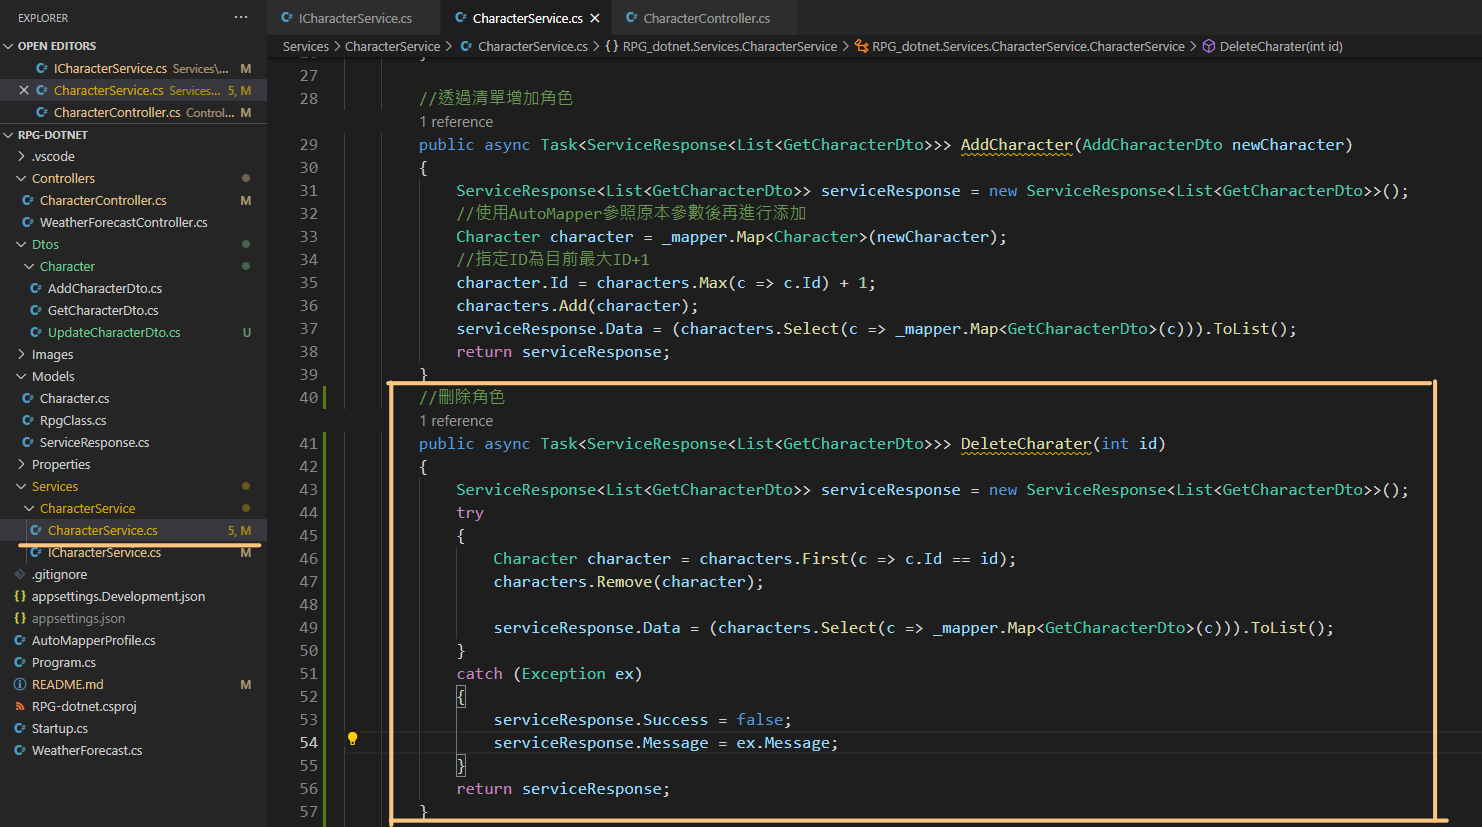 EXPLORER ···
OPEN EDITORS
ICharacterService.cs Services\... M
CharacterService.cs Services... 5, M
CharacterController.cs Control... M
RPG-DOTNET
.vscode
Controllers
CharacterController.cs M
WeatherForecastController.cs
Dtos
Character
AddCharacterDto.cs
GetCharacterDto.cs
UpdateCharacterDto.cs U
Images
Models
Character.cs
RpgClass.cs
ServiceResponse.cs
Properties
Services
CharacterService
CharacterService.cs 5, M
ICharacterService.cs M
.gitignore
appsettings.Development.json
appsettings.json
AutoMapperProfile.cs
Program.cs
README.md M
RPG-dotnet.csproj
Startup.cs
WeatherForecast.cs
ICharacterService.cs CharacterService.cs CharacterController.cs
Services > CharacterService > CharacterService.cs > {} RPG_dotnet.Services.CharacterService > RPG_dotnet.Services.CharacterService.CharacterService > DeleteCharater(int id)
27
28 //透過清單增加角色
1 reference
29 public async Task<ServiceResponse<List<GetCharacterDto>>> AddCharacter(AddCharacterDto newCharacter)
30 {
31 ServiceResponse<List<GetCharacterDto>> serviceResponse = new ServiceResponse<List<GetCharacterDto>>();
32 //使用AutoMapper參照原本參數後再進行添加
33 Character character = _mapper.Map<Character>(newCharacter);
34 //指定ID為目前最大ID+1
35 character.Id = characters.Max(c => c.Id) + 1;
36 characters.Add(character);
37 serviceResponse.Data = (characters.Select(c => _mapper.Map<GetCharacterDto>(c))).ToList();
38 return serviceResponse;
39 }
40 //刪除角色
1 reference
41 public async Task<ServiceResponse<List<GetCharacterDto>>> DeleteCharater(int id)
42 {
43 ServiceResponse<List<GetCharacterDto>> serviceResponse = new ServiceResponse<List<GetCharacterDto>>();
44 try
45 {
46 Character character = characters.First(c => c.Id == id);
47 characters.Remove(character);
48
49 serviceResponse.Data = (characters.Select(c => _mapper.Map<GetCharacterDto>(c))).ToList();
50 }
51 catch (Exception ex)
52 {
53 serviceResponse.Success = false;
54 serviceResponse.Message = ex.Message;
55 }
56 return serviceResponse;
57 }